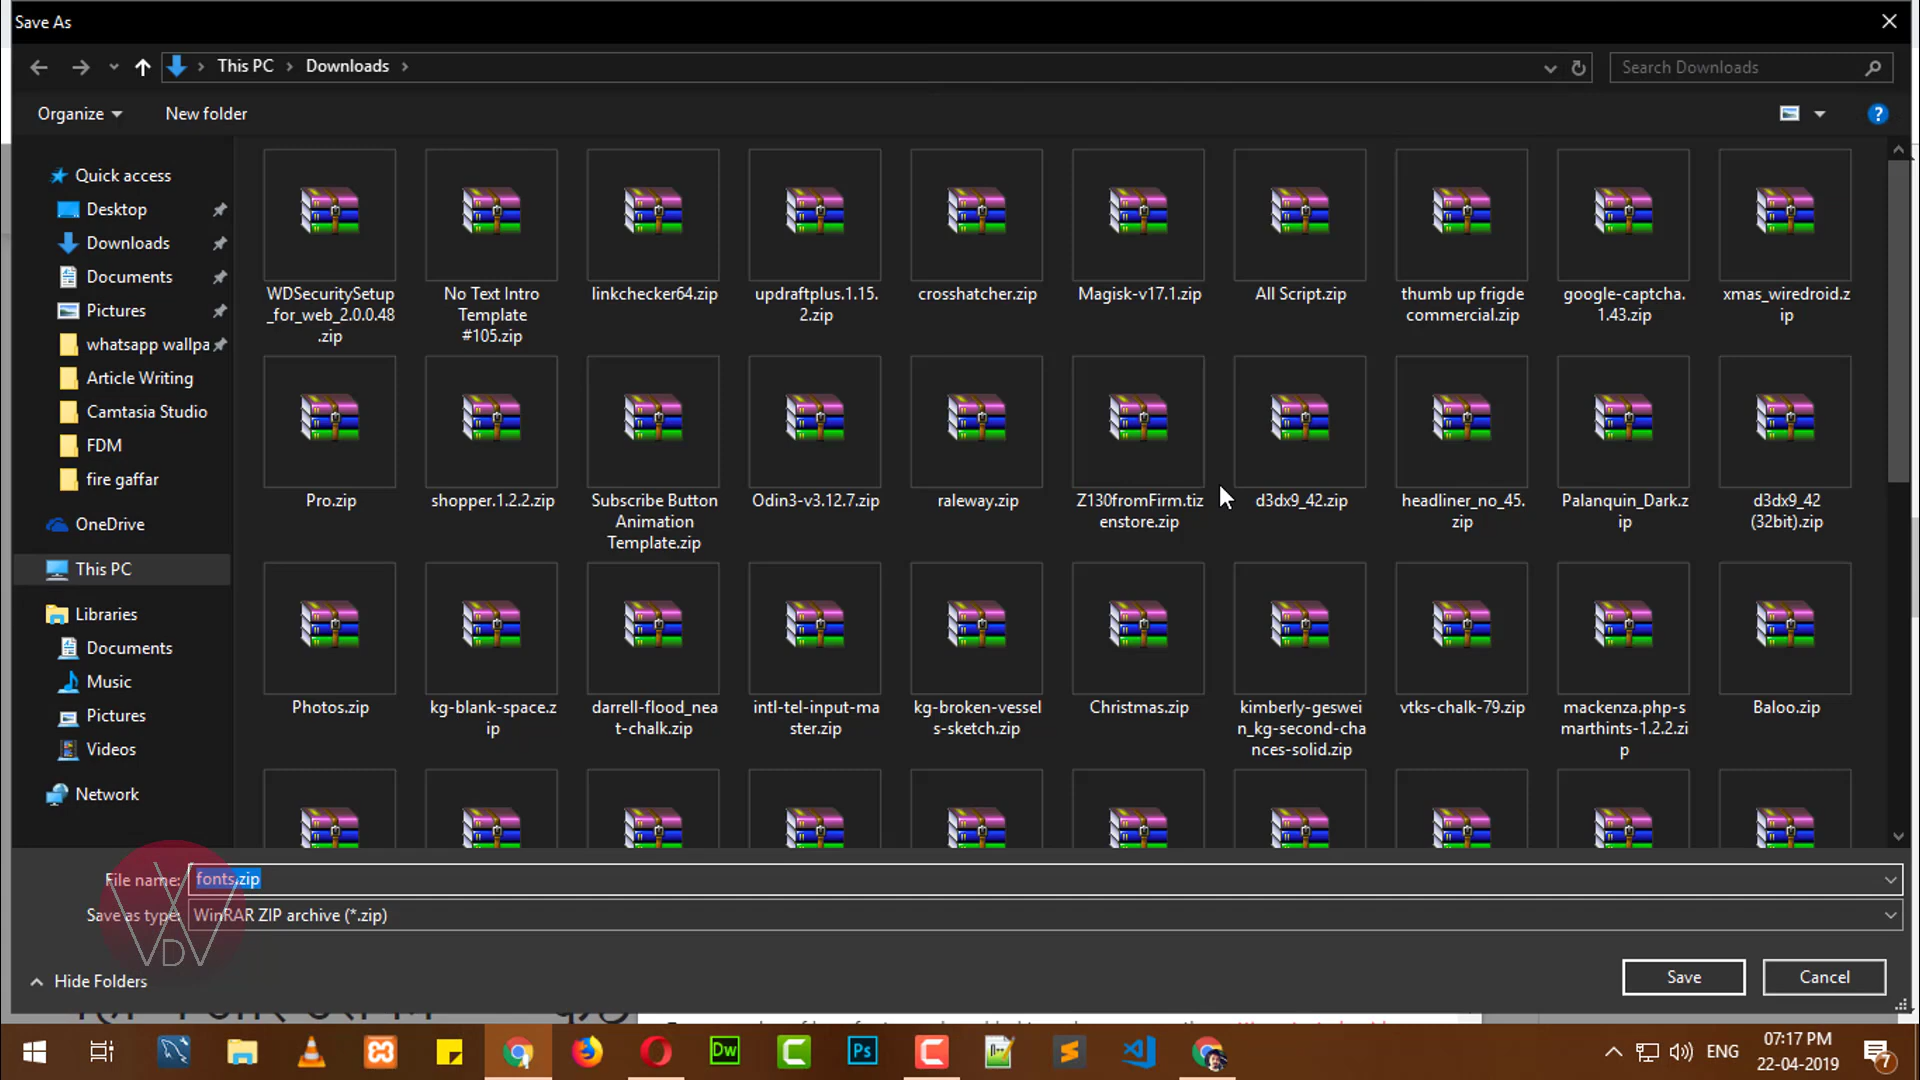 Save As
This PC
Downloads
Search Downloads
Organize
New folder
Quick access
Desktop
Downloads
Documents
Pictures
whatsapp wallpa
Article Writing
Camtasia Studio
FDM
fire gaffar
OneDrive
This PC
Libraries
Documents
Music
Pictures
Videos
Network
WDSecuritySetup
_for_web_2.0.0.48
.zip
No Text Intro
Template
#105.zip
linkchecker64.zip
updraftplus.1.15.
2.zip
crosshatcher.zip
Magisk-v17.1.zip
All Script.zip
thumb up frigde
commercial.zip
google-captcha.
1.43.zip
xmas_wiredroid.z
ip
Pro.zip
shopper.1.2.2.zip
Subscribe Button
Animation
Template.zip
Odin3-v3.12.7.zip
raleway.zip
Z130fromFirm.tiz
enstore.zip
d3dx9_42.zip
headliner_no_45.
zip
Palanquin_Dark.z
ip
d3dx9_42
(32bit).zip
Photos.zip
kg-blank-space.z
ip
darrell-flood_nea
t-chalk.zip
intl-tel-input-ma
ster.zip
kg-broken-vessel
s-sketch.zip
Christmas.zip
kimberly-geswei
n_kg-second-cha
nces-solid.zip
vtks-chalk-79.zip
mackenza.php-s
marthints-1.2.2.zi
p
Baloo.zip
File name: fonts.zip
Save as type: WinRAR ZIP archive (*.zip)
VDV
Hide Folders
Save
Cancel
Dw
Ps
ENG
07:17 PM
22-04-2019
7